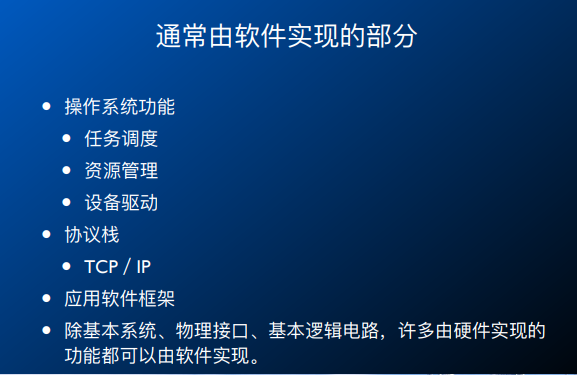 通常由软件实现的部分
操作系统功能
任务调度
资源管理
设备驱动
协议栈
TCP / IP
应用软件框架
除基本系统、物理接口、基本逻辑电路，许多由硬件实现的
功能都可以由软件实现。